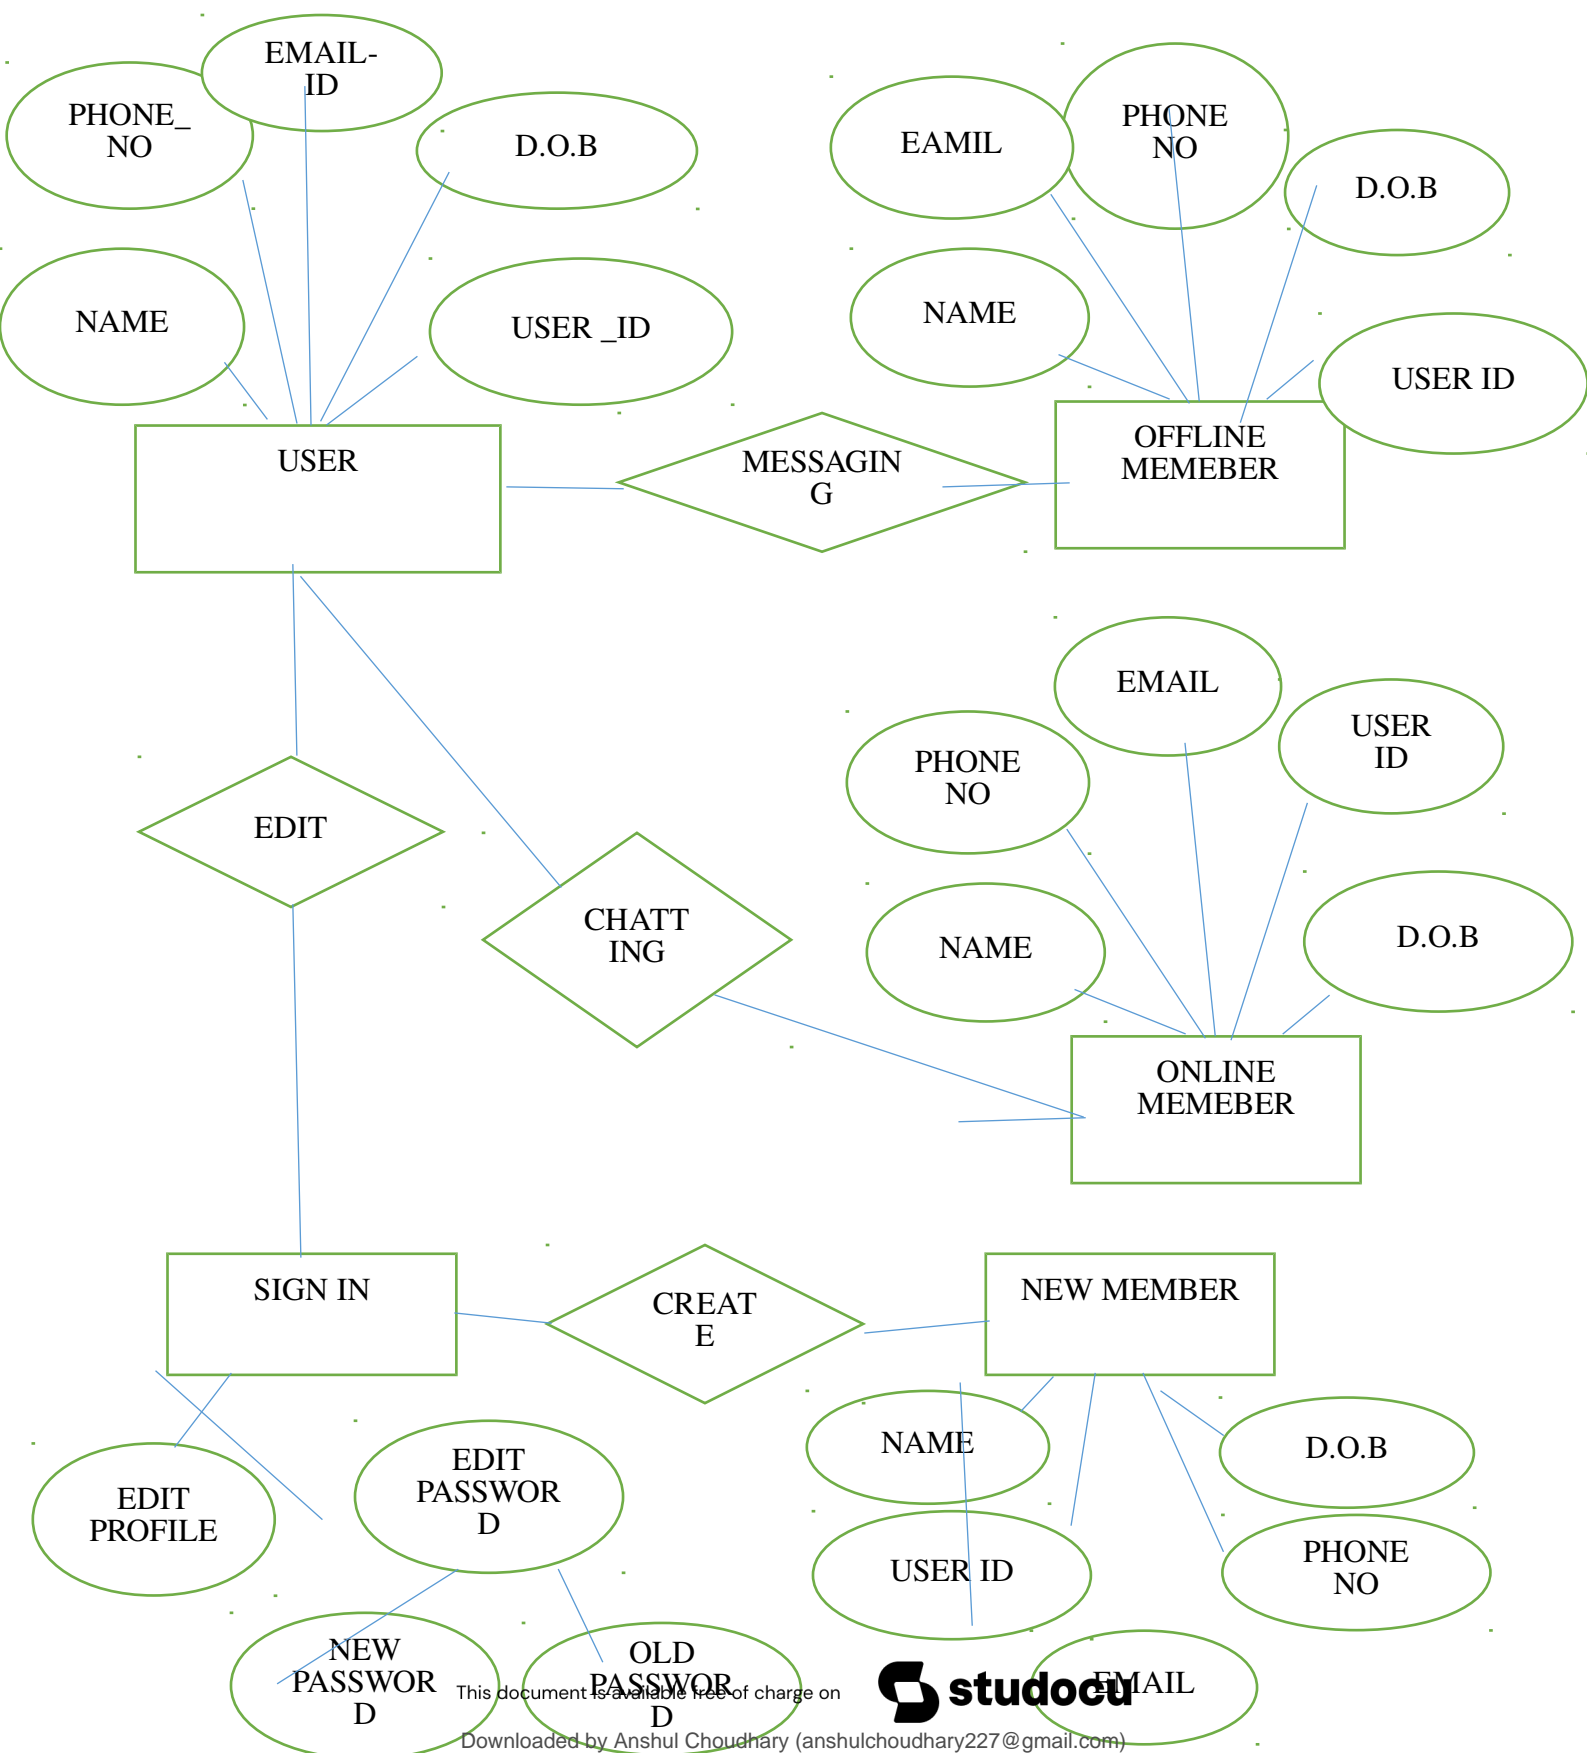 EMAIL-
ID
PHONE_
NO
D.O.B
NAME
USER _ID
USER
EAMIL
PHONE
NO
D.O.B
NAME
USER ID
MESSAGIN
G
OFFLINE
MEMEBER
EMAIL
USER
ID
PHONE
NO
NAME
D.O.B
EDIT
CHATT
ING
ONLINE
MEMEBER
SIGN IN
CREAT
E
NEW MEMBER
EDIT
PROFILE
EDIT
PASSWOR
D
NAME
D.O.B
USER ID
PHONE
NO
NEW
PASSWOR
D
OLD
PASSWOR
D
EMAIL
This document is available free of charge on
studocu
Downloaded by Anshul Choudhary (anshulchoudhary227@gmail.com)